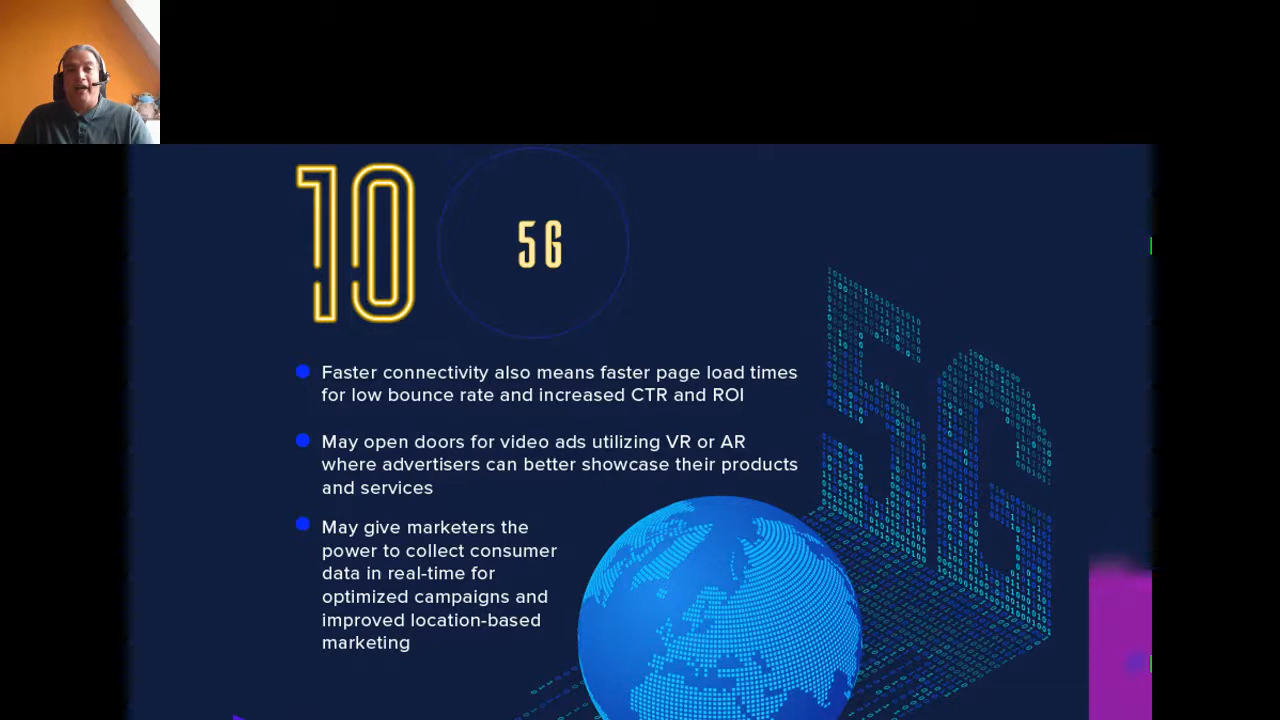 10
5G
Faster connectivity also means faster page load times
for low bounce rate and increased CTR and ROI
May open doors for video ads utilizing VR or AR
where advertisers can better showcase their products
and services
May give marketers the
power to collect consumer
data in real-time for
optimized campaigns and
improved location-based
marketing
5G